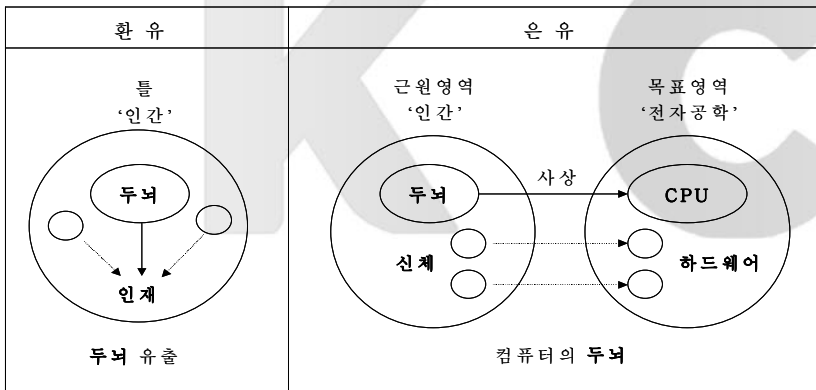 환 유
은 유
틀
‘인간’
두뇌
인재
두뇌 유출
근원영역
‘인간’
목표영역
‘전자공학’
두뇌
사상
CPU
신체
하드웨어
컴퓨터의 두뇌